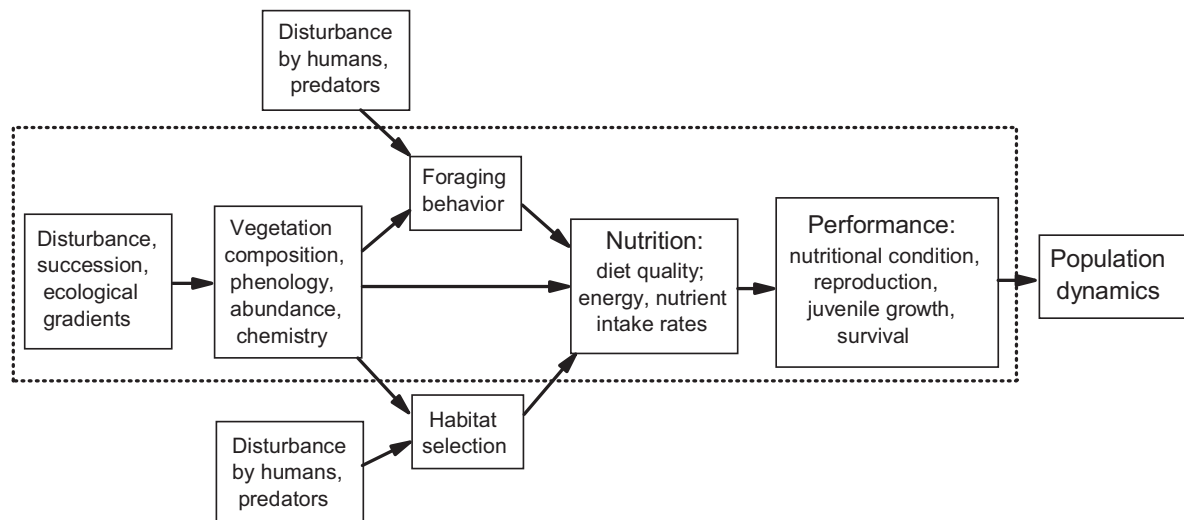 Disturbance
by humans,
predators
Foraging
behavior
Disturbance,
succession,
ecological
gradients
Vegetation
composition,
phenology,
abundance,
chemistry
Nutrition:
diet quality;
energy, nutrient
intake rates
Performance:
nutritional condition,
reproduction,
juvenile growth,
survival
Population
dynamics
Habitat
selection
Disturbance
by humans,
predators